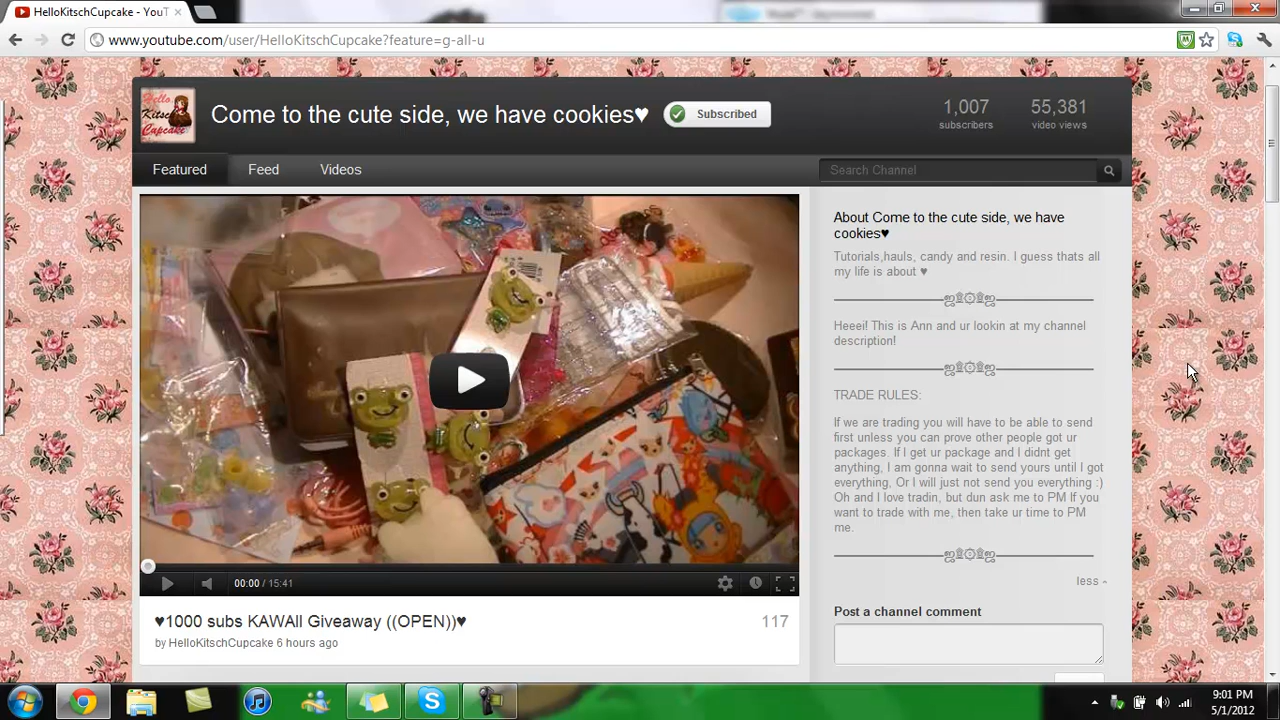 HelloKitschCupcake - YouT
www.youtube.com/user/HelloKitschCupcake?feature=g-all-u
Hello
Kitsch
Cupcake
Come to the cute side, we have cookies♥
Subscribed
1,007
subscribers
55,381
video views
Featured
Feed
Videos
Search Channel
About Come to the cute side, we have
cookies♥
Tutorials,hauls, candy and resin. I guess thats all
my life is about ♥
Heeei! This is Ann and ur lookin at my channel
description!
TRADE RULES:
If we are trading you will have to be able to send
first unless you can prove other people got ur
packages. If I get ur package and I didnt get
anything, I am gonna wait to send yours until I got
everything. Or I will just not send you everything :)
Oh and I love tradin, but dun ask me to PM If you
want to trade with me, then take ur time to PM
me.
less
Post a channel comment
00:00 / 15:41
♥1000 subs KAWAII Giveaway ((OPEN))♥
117
by HelloKitschCupcake 6 hours ago
9:01 PM
5/1/2012